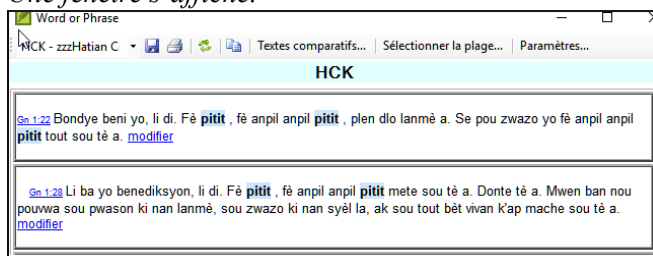 Une fenêtre s'affiche.
Word or Phrase
HCK - zzzHatian C Textes comparatifs... Sélectionner la plage... Paramètres...
HCK
Gn 1:22 Bondye beni yo, li di. Fè pitit , fè anpil anpil pitit , plen dlo lanmè a. Se pou zwazo yo fè anpil anpil
pitit tout sou tè a. modifier
Gn 1:28 Li ba yo benediksyon, li di. Fè pitit , fè anpil anpil pitit mete sou tè a. Donte tè a. Mwen ban nou
pouvwa sou pwason ki nan lanmè, sou zwazo ki nan syèl la, ak sou tout bèt vivan k'ap mache sou tè a.
modifier